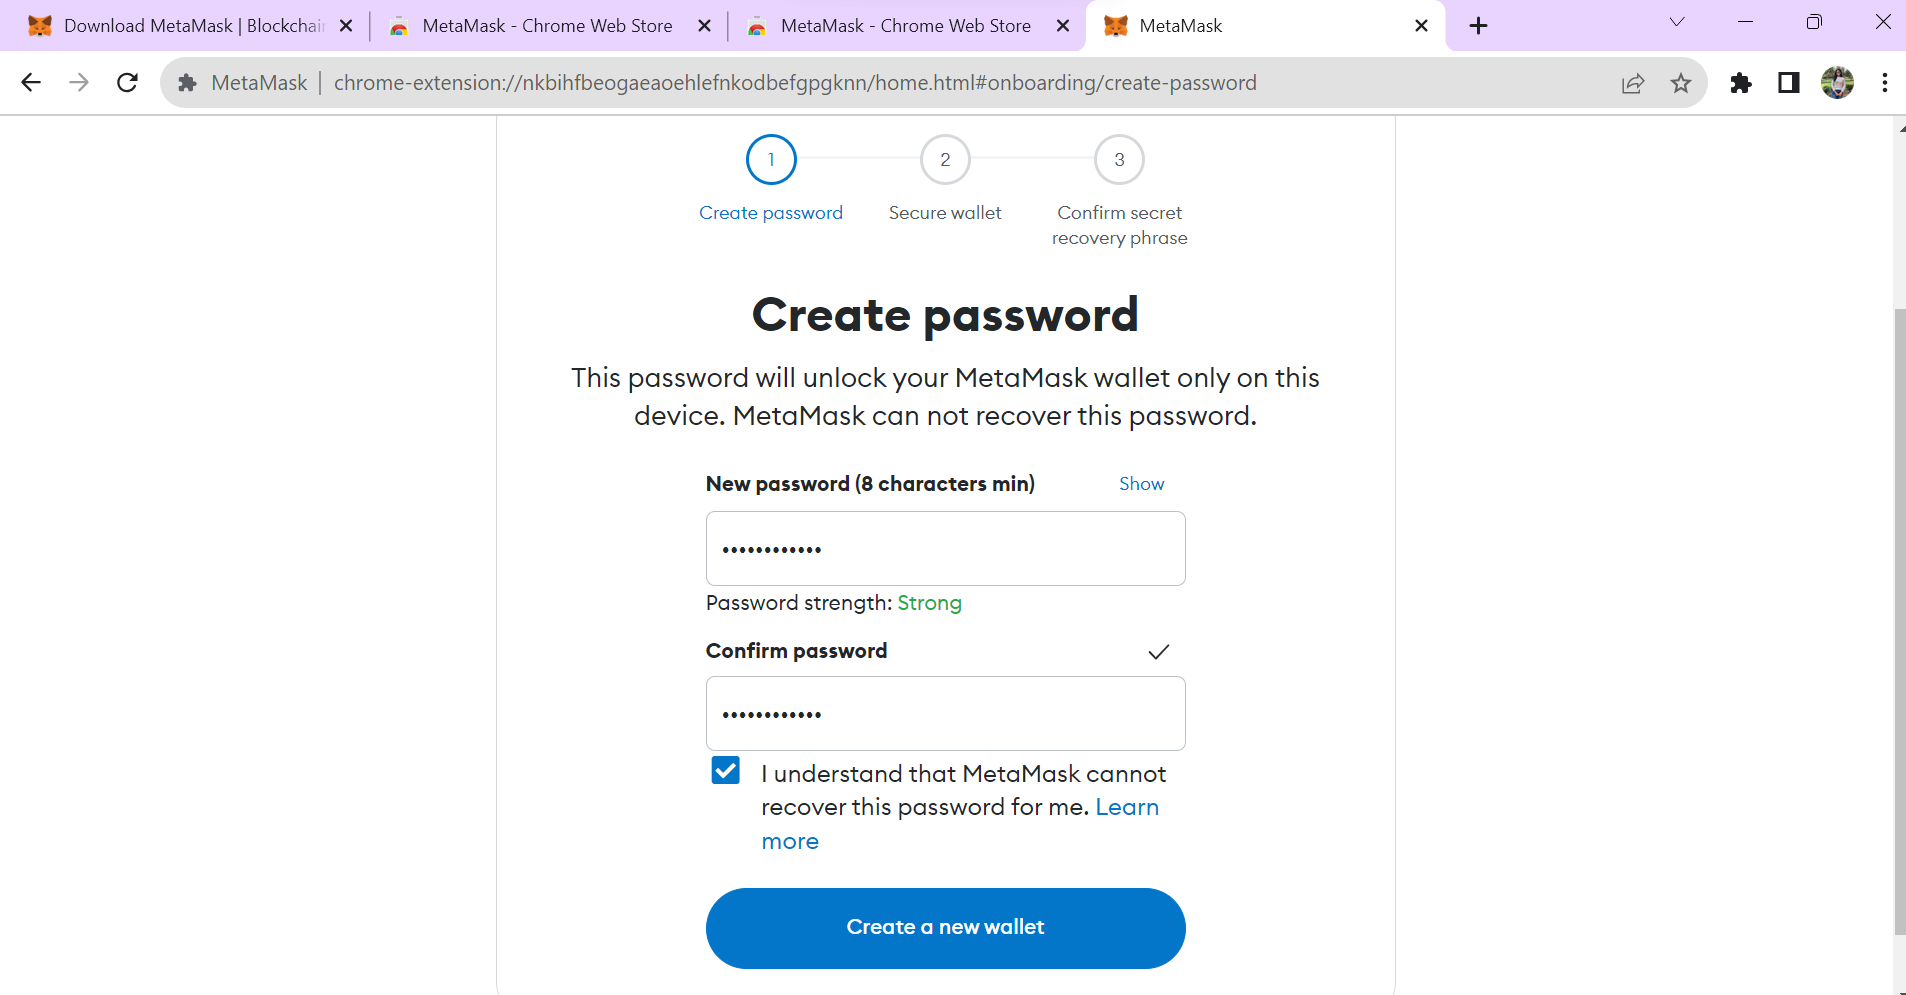 Download MetaMask | Blockchain
MetaMask - Chrome Web Store
MetaMask - Chrome Web Store
MetaMask
MetaMask | chrome-extension://nkbihfbeogaeaoehlefnkodbefgpgknn/home.html#onboarding/create-password
1
2
3
Create password
Secure wallet
Confirm secret
recovery phrase
Create password
This password will unlock your MetaMask wallet only on this
device. MetaMask can not recover this password.
New password (8 characters min)
Show
••••••••••••
Password strength: Strong
Confirm password
••••••••••••
I understand that MetaMask cannot
recover this password for me. Learn
more
Create a new wallet